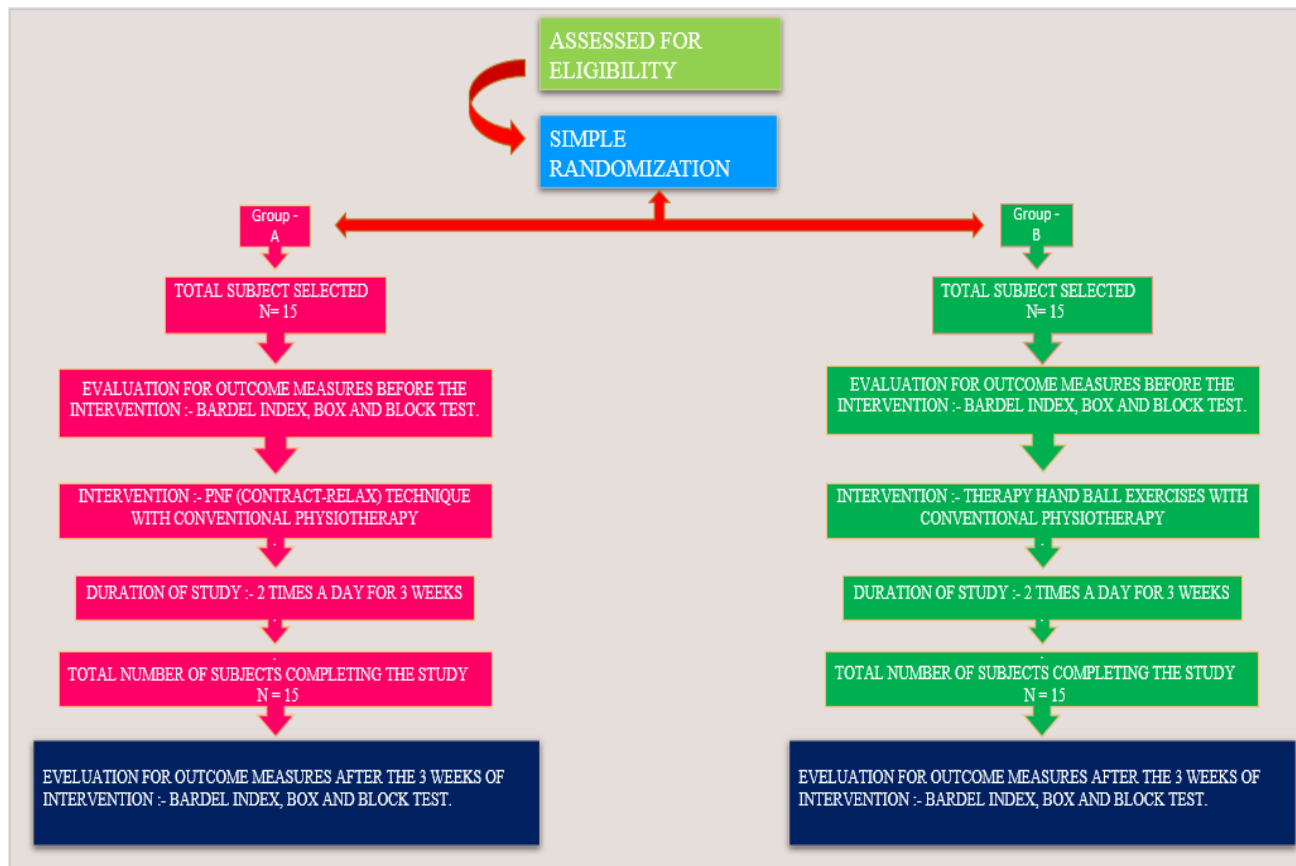 ASSESSED FOR
ELIGIBILITY
SIMPLE
RANDOMIZATION
Group -
A
TOTAL SUBJECT SELECTED
N= 15
EVALUATION FOR OUTCOME MEASURES BEFORE THE
INTERVENTION :- BARDEL INDEX, BOX AND BLOCK TEST.
INTERVENTION :- PNF (CONTRACT-RELAX) TECHNIQUE
WITH CONVENTIONAL PHYSIOTHERAPY
.
DURATION OF STUDY :- 2 TIMES A DAY FOR 3 WEEKS
.
.
TOTAL NUMBER OF SUBJECTS COMPLETING THE STUDY
N = 15
EVELUATION FOR OUTCOME MEASURES AFTER THE 3 WEEKS OF
INTERVENTION :- BARDEL INDEX, BOX AND BLOCK TEST.
Group -
B
TOTAL SUBJECT SELECTED
N= 15
EVALUATION FOR OUTCOME MEASURES BEFORE THE
INTERVENTION :- BARDEL INDEX, BOX AND BLOCK TEST.
INTERVENTION :- THERAPY HAND BALL EXERCISES WITH
CONVENTIONAL PHYSIOTHERAPY
.
DURATION OF STUDY :- 2 TIMES A DAY FOR 3 WEEKS
.
.
TOTAL NUMBER OF SUBJECTS COMPLETING THE STUDY
N = 15
EVELUATION FOR OUTCOME MEASURES AFTER THE 3 WEEKS OF
INTERVENTION :- BARDEL INDEX, BOX AND BLOCK TEST.